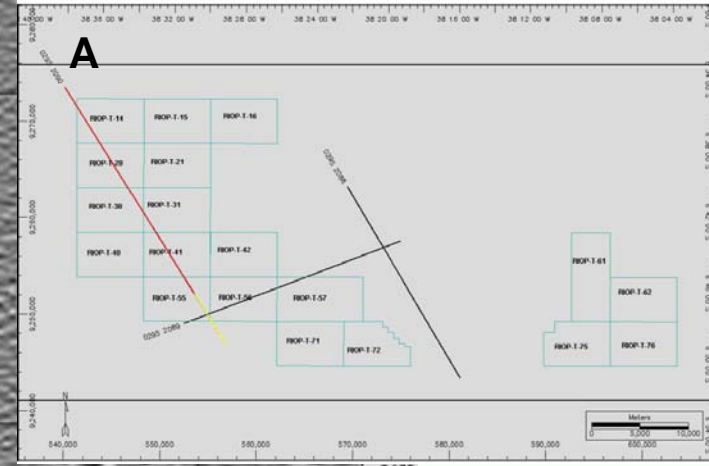 38 36 00 W 38 32 00 W 38 28 00 W 38 24 00 W 38 20 00 W 38 16 00 W 38 12 00 W 38 08 00 W 38 04 00 W
A
RIOP-T-14 RIOP-T-15 RIOP-T-16
9,270,000
RIOP-T-20 RIOP-T-21
RIOP-T-30 RIOP-T-31
9,260,000
RIOP-T-40 RIOP-T-41 RIOP-T-42
RIOP-T-61
RIOP-T-55 RIOP-T-56 RIOP-T-57
RIOP-T-62
9,250,000
RIOP-T-71 RIOP-T-72
RIOP-T-75 RIOP-T-76
9,240,000
N
Meters
0 5,000 10,000
540,000 550,000 560,000 570,000 580,000 590,000 600,000